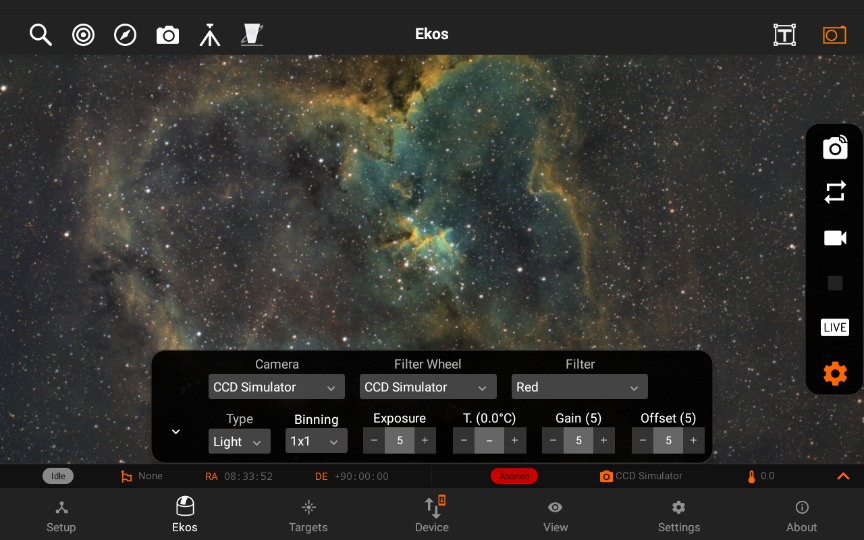 Ekos
T
LIVE
Camera
Filter Wheel
Filter
CCD Simulator
CCD Simulator
Red
Type
Binning
Exposure
T. (0.0°C)
Gain (5)
Offset (5)
Light
1x1
− 5 +
− – +
− 5 +
− 5 +
Idle
None
RA 08:33:52
DE +90:00:00
Aborted
CCD Simulator
0.0
Setup
Ekos
Targets
Device
View
Settings
About